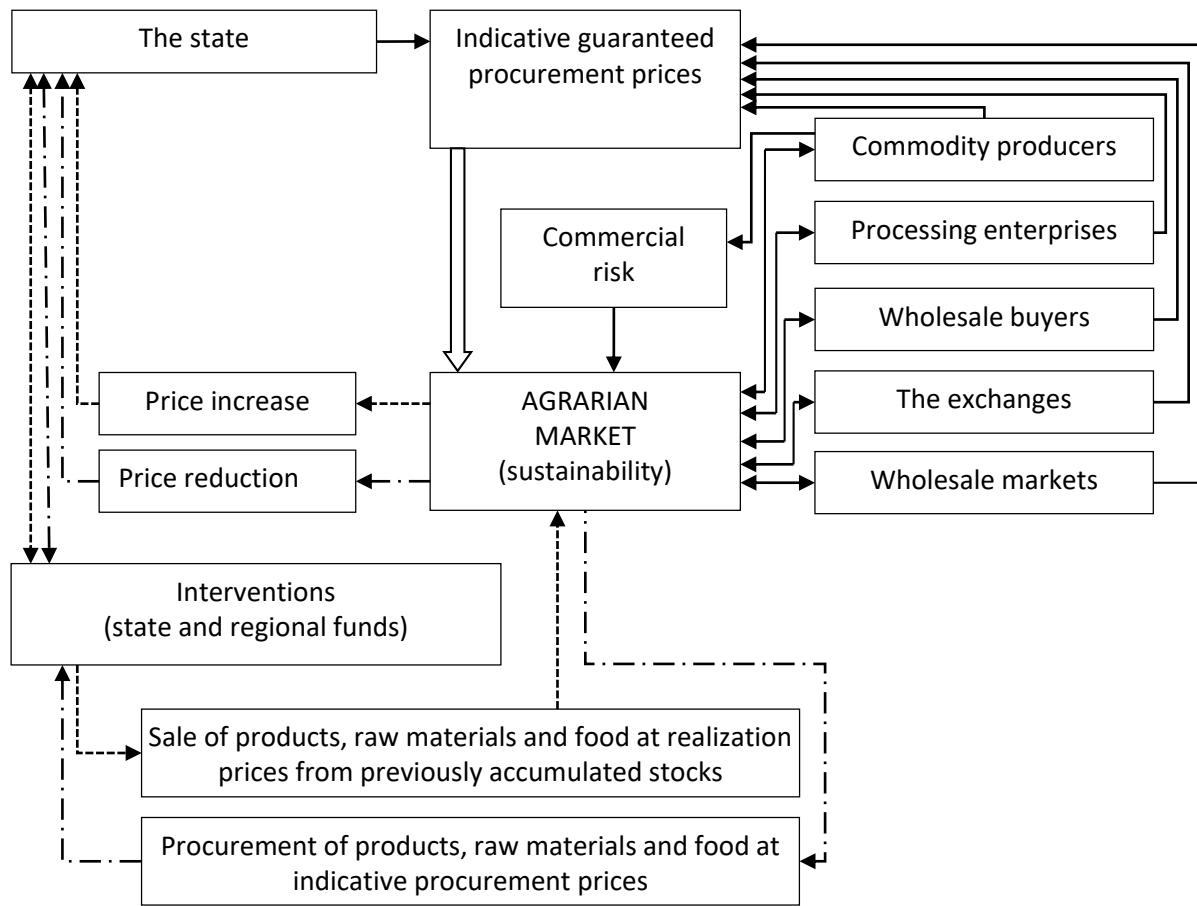 The state
Indicative guaranteed
procurement prices
Commodity producers
Commercial
risk
Processing enterprises
Wholesale buyers
Price increase
AGRARIAN
MARKET
(sustainability)
The exchanges
Price reduction
Wholesale markets
Interventions
(state and regional funds)
Sale of products, raw materials and food at realization
prices from previously accumulated stocks
Procurement of products, raw materials and food at
indicative procurement prices